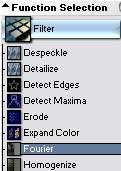 Function Selection
Filter
Despeckle
Detailize
Detect Edges
Detect Maxima
Erode
Expand Color
Fourier
Homogenize